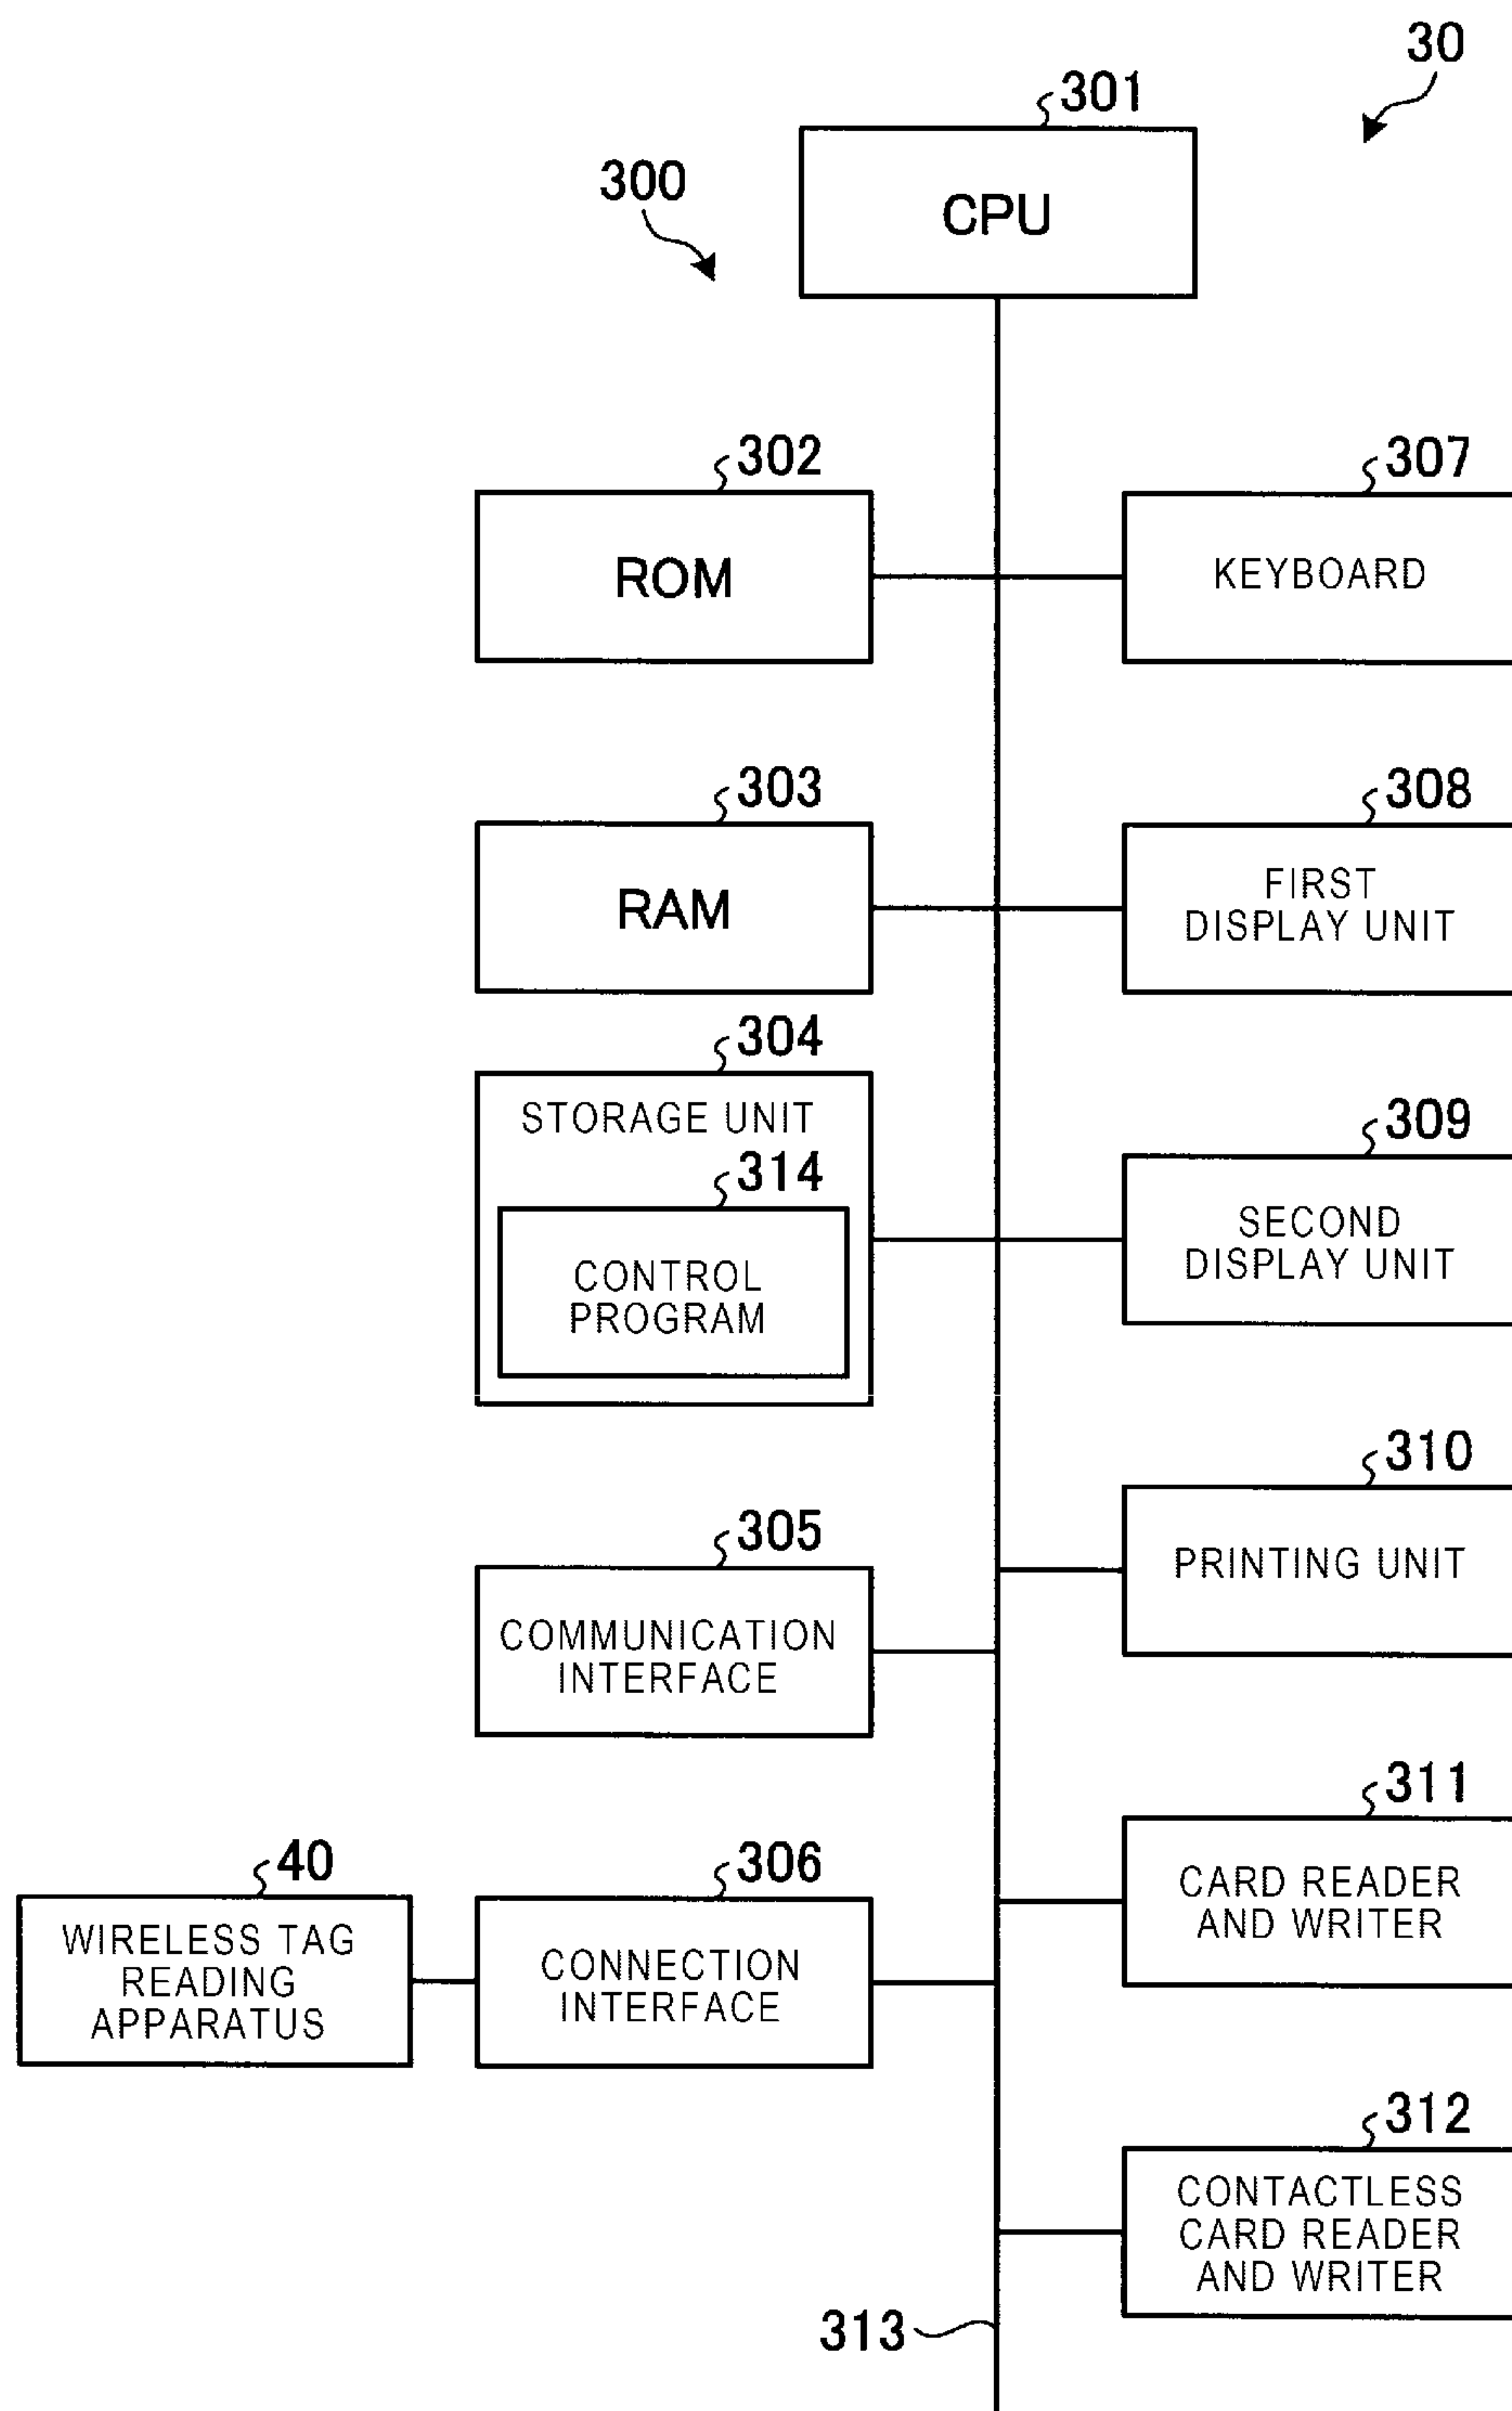 30
301
300
CPU
302
307
ROM
KEYBOARD
303
308
RAM
FIRST
DISPLAY UNIT
304
STORAGE UNIT
309
314
SECOND
DISPLAY UNIT
CONTROL
PROGRAM
310
305
PRINTING UNIT
COMMUNICATION
INTERFACE
311
40
306
CARD READER
AND WRITER
WIRELESS TAG
READING
APPARATUS
CONNECTION
INTERFACE
312
CONTACTLESS
CARD READER
AND WRITER
313